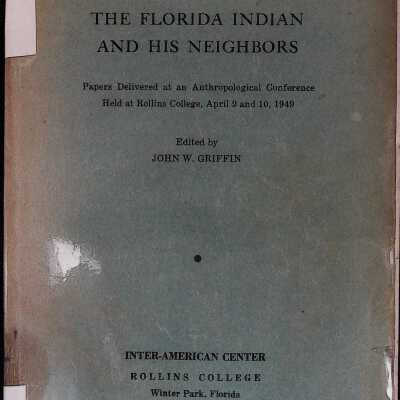 THE FLORIDA INDIAN
AND HIS NEIGHBORS
Papers Delivered at an Anthropological Conference
Held at Rollins College, April 9 and 10, 1949
Edited by
JOHN W. GRIFFIN
INTER-AMERICAN CENTER
ROLLINS COLLEGE
Winter Park, Florida